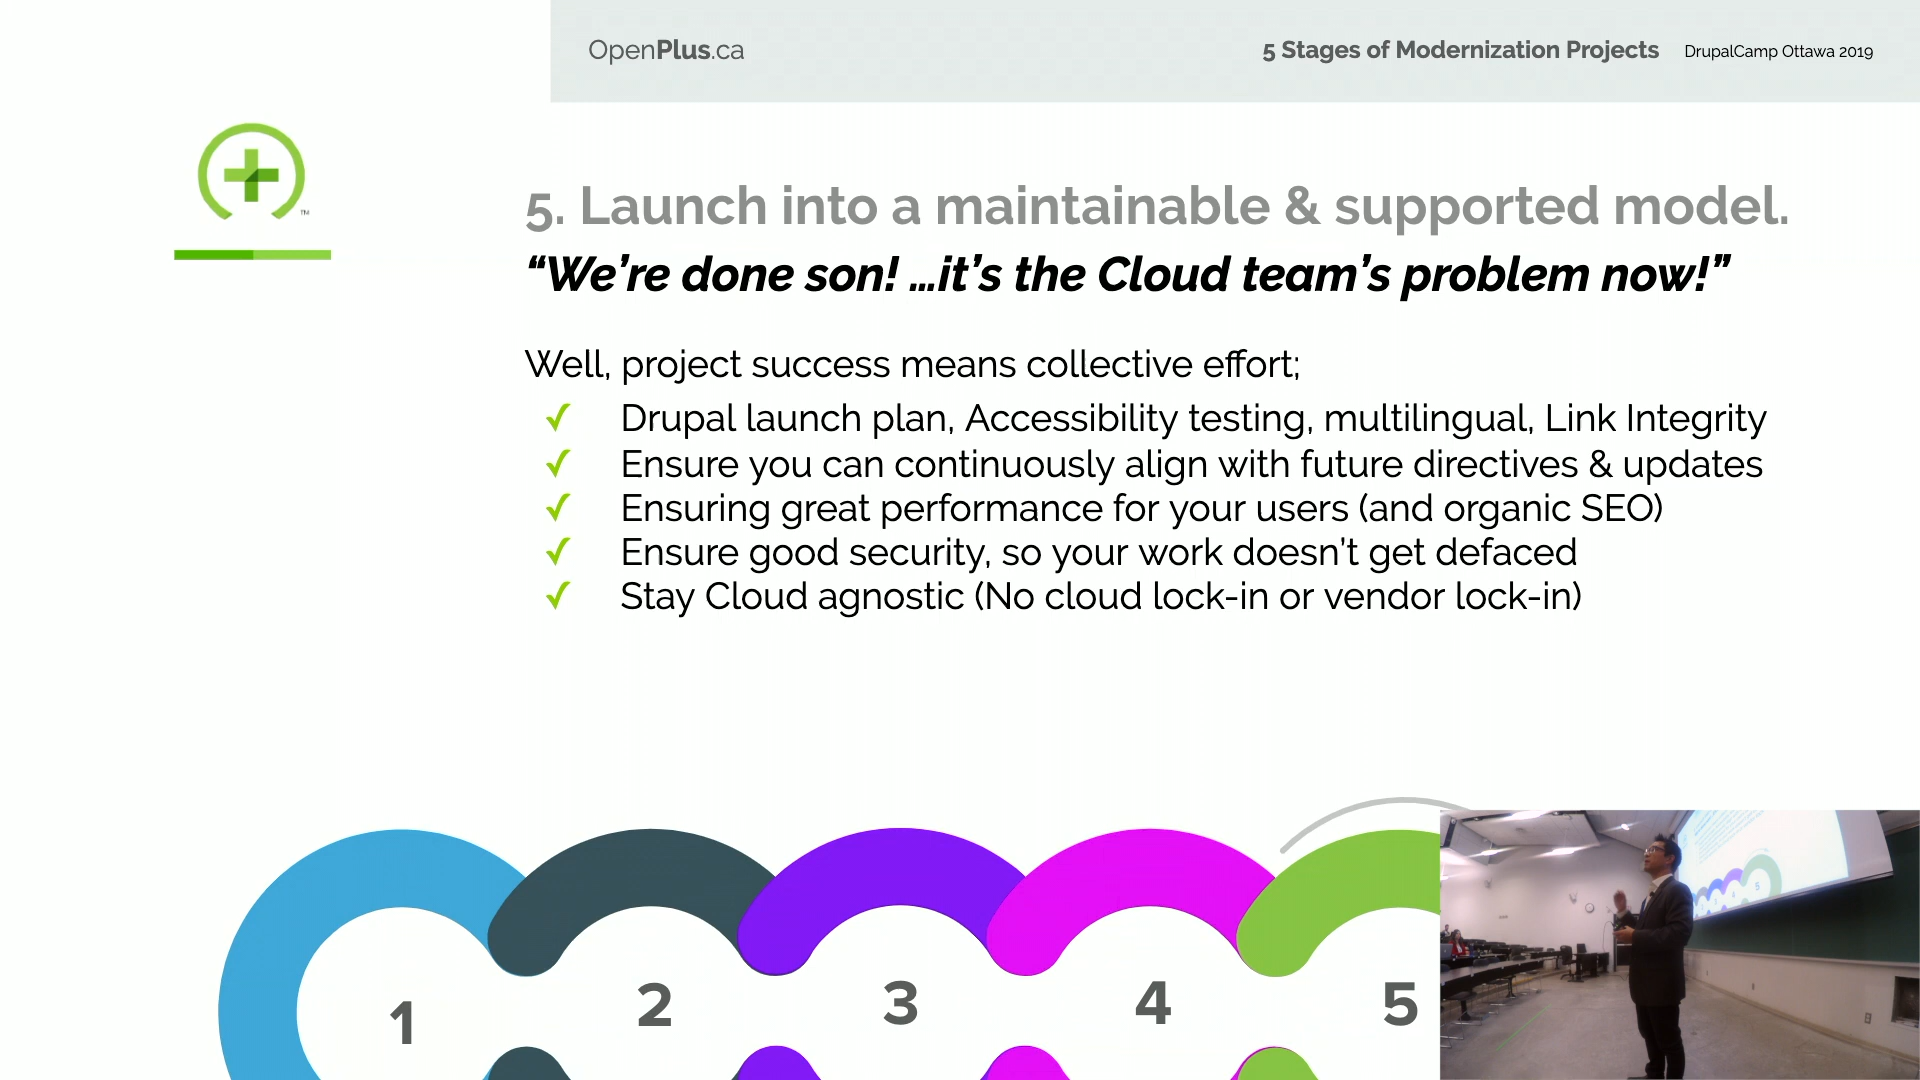 OpenPlus.ca
5 Stages of Modernization Projects DrupalCamp Ottawa 2019
TM
5. Launch into a maintainable & supported model.
“We’re done son! ...it’s the Cloud team’s problem now!”
Well, project success means collective effort;
✓ Drupal launch plan, Accessibility testing, multilingual, Link Integrity
✓ Ensure you can continuously align with future directives & updates
✓ Ensuring great performance for your users (and organic SEO)
✓ Ensure good security, so your work doesn’t get defaced
✓ Stay Cloud agnostic (No cloud lock-in or vendor lock-in)
1 2 3 4 5
5